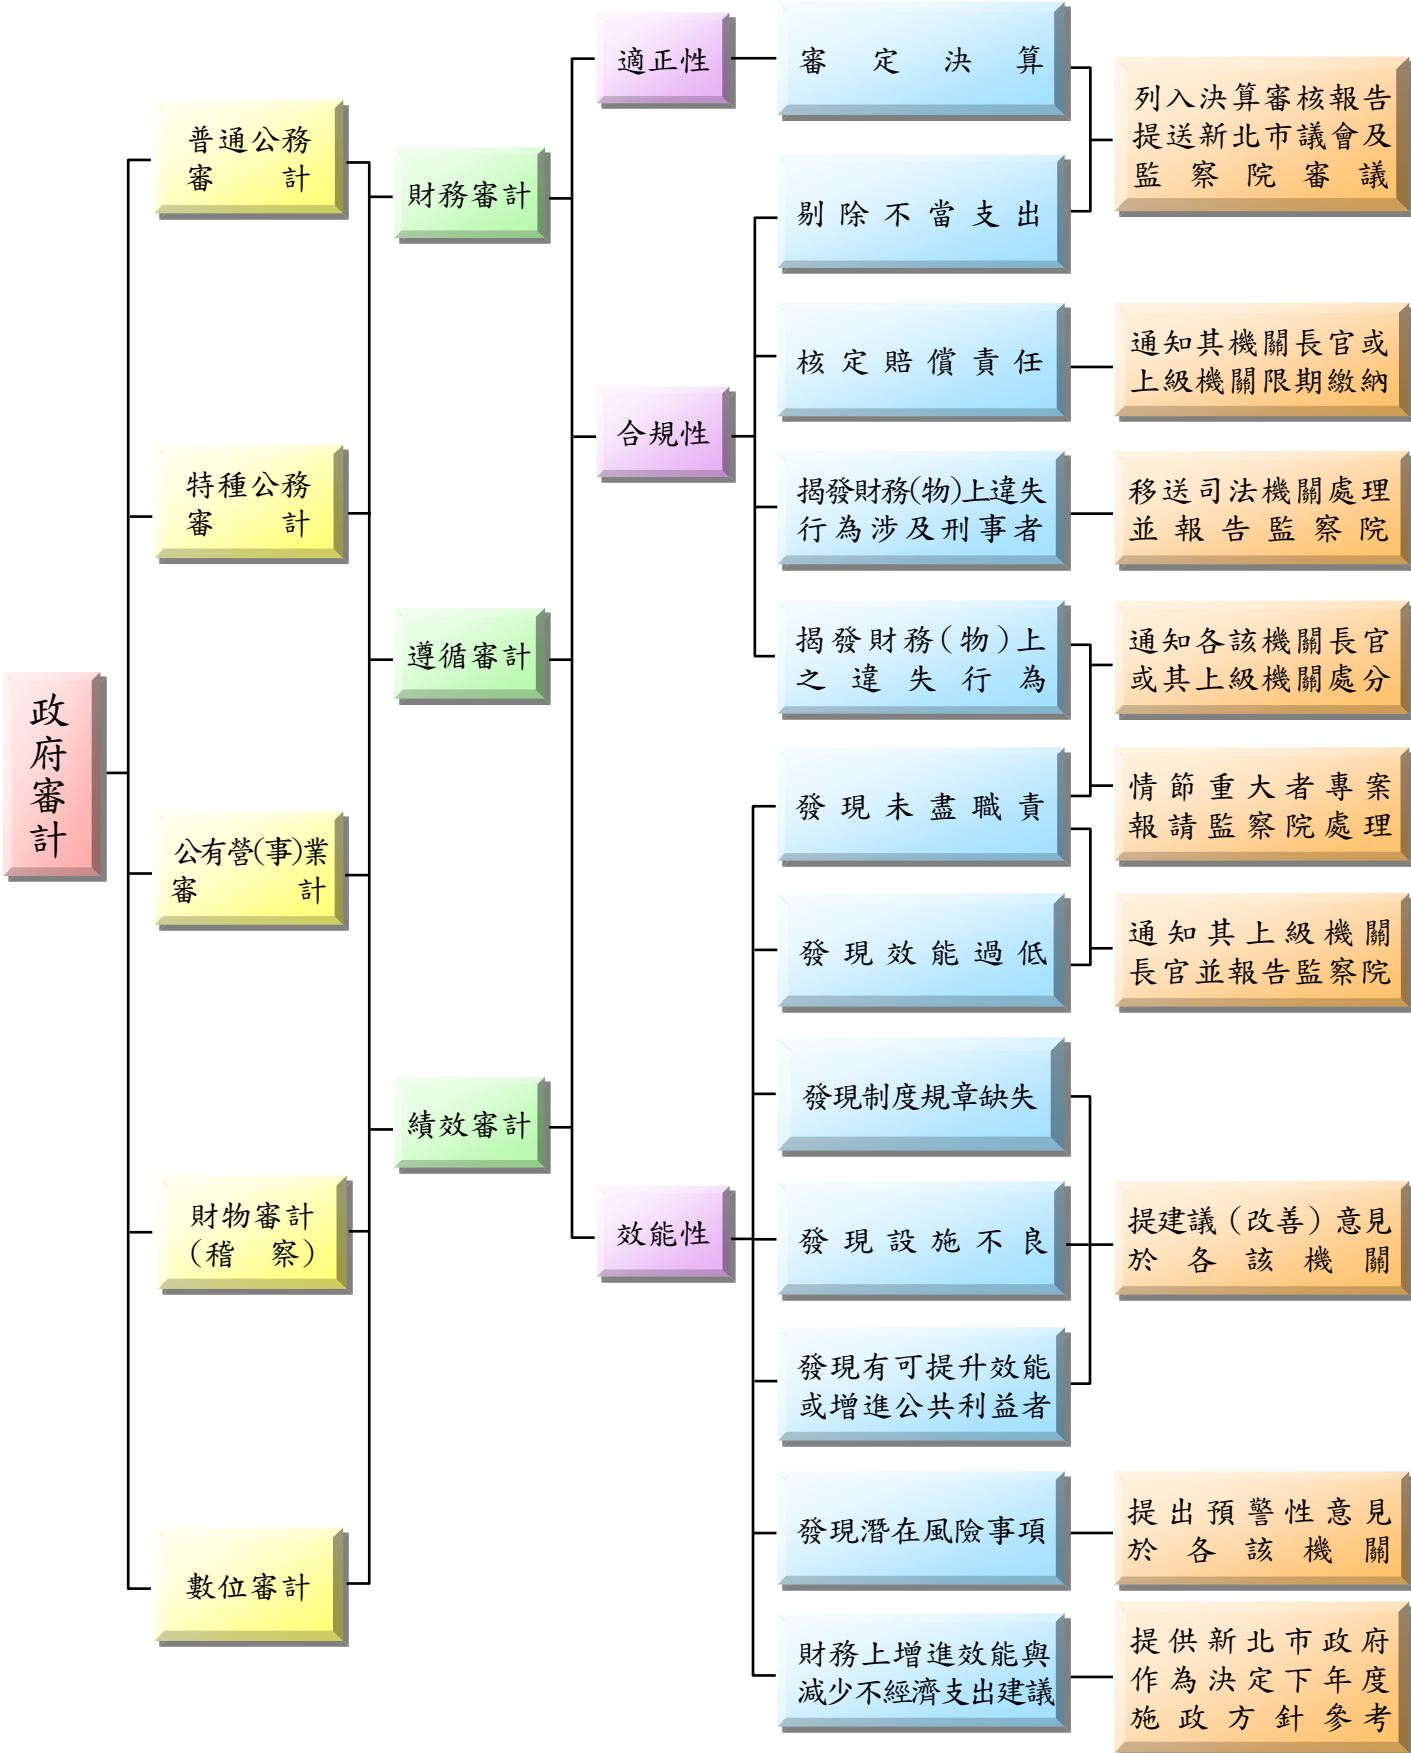 政府審計
普通公務
審計
特種公務
審計
公有營(事)業
審計
財物審計
(稽察)
數位審計
財務審計
遵循審計
績效審計
適正性
合規性
效能性
審定決算
剔除不當支出
核定賠償責任
揭發財務(物)上違失
行為涉及刑事者
揭發財務(物)上
之違失行為
發現未盡職責
發現效能過低
發現制度規章缺失
發現設施不良
發現有可提升效能
或增進公共利益者
發現潛在風險事項
財務上增進效能與
減少不經濟支出建議
列入決算審核報告
提送新北市議會及
監察院審議
通知其機關長官或
上級機關限期繳納
移送司法機關處理
並報告監察院
通知各該機關長官
或其上級機關處分
情節重大者專案
報請監察院處理
通知其上級機關
長官並報告監察院
提建議(改善)意見
於各該機關
提出預警性意見
於各該機關
提供新北市政府
作為決定下年度
施政方針參考